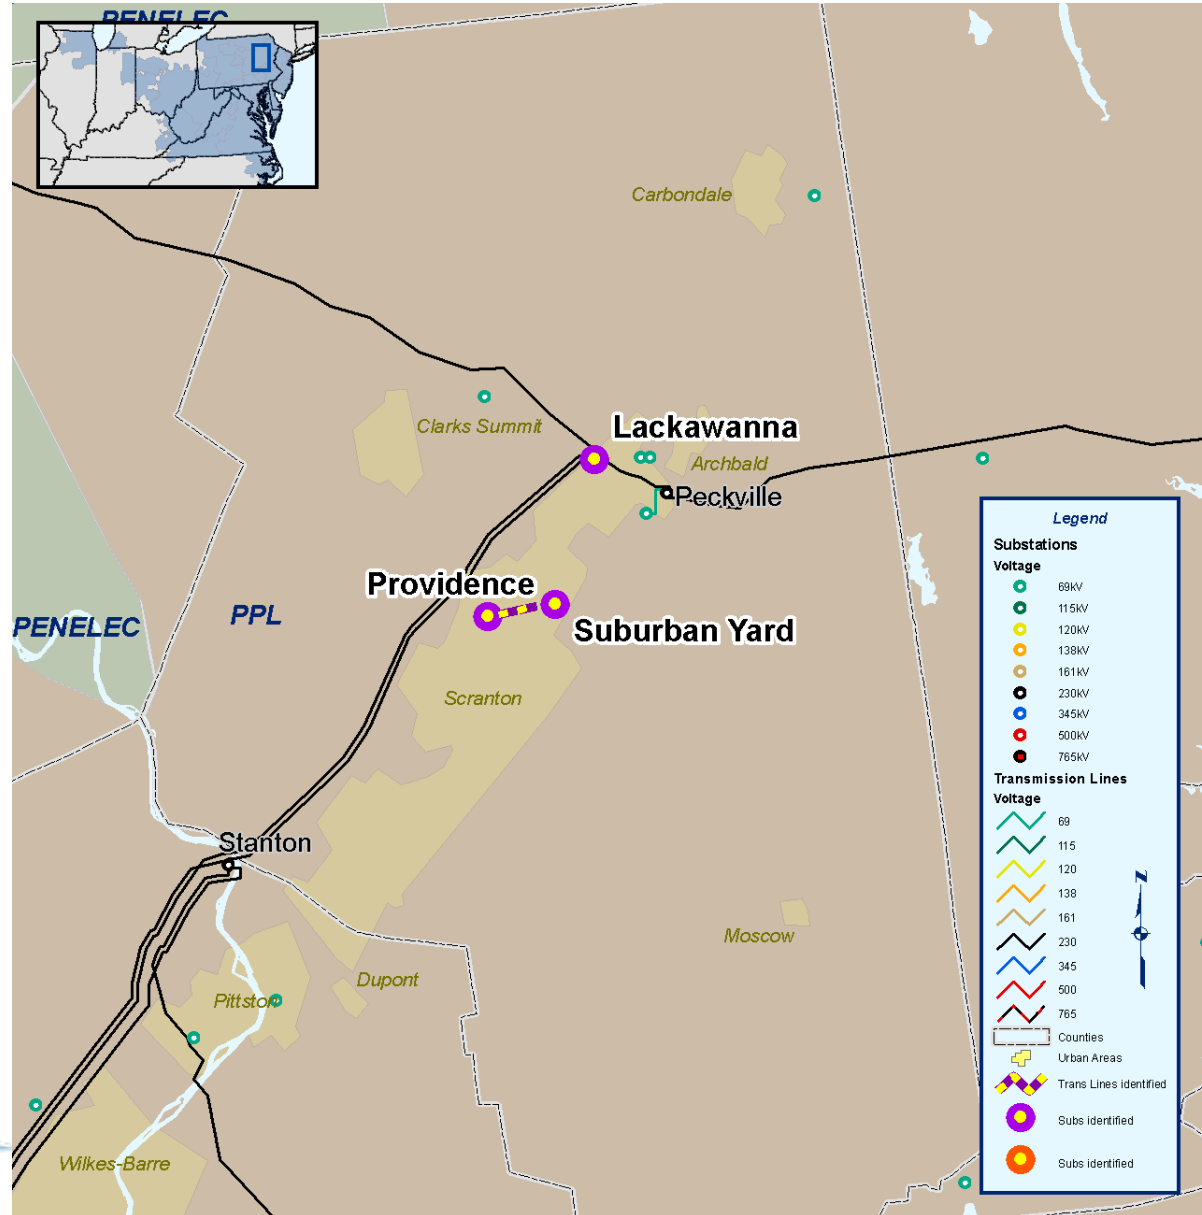 PENELEC
Carbondale
Clarks Summit
Lackawanna
Archbald
Peckville
Providence
Suburban Yard
PPL
PENELEC
Scranton
Stanton
Moscow
Dupont
Pittston
Wilkes-Barre
Legend
Substations
Voltage
69kV
115kV
120kV
138kV
161kV
230kV
345kV
500kV
765kV
Transmission Lines
Voltage
69
115
120
138
161
230
345
500
765
Counties
Urban Areas
Trans Lines identified
Subs identified
Subs identified
N